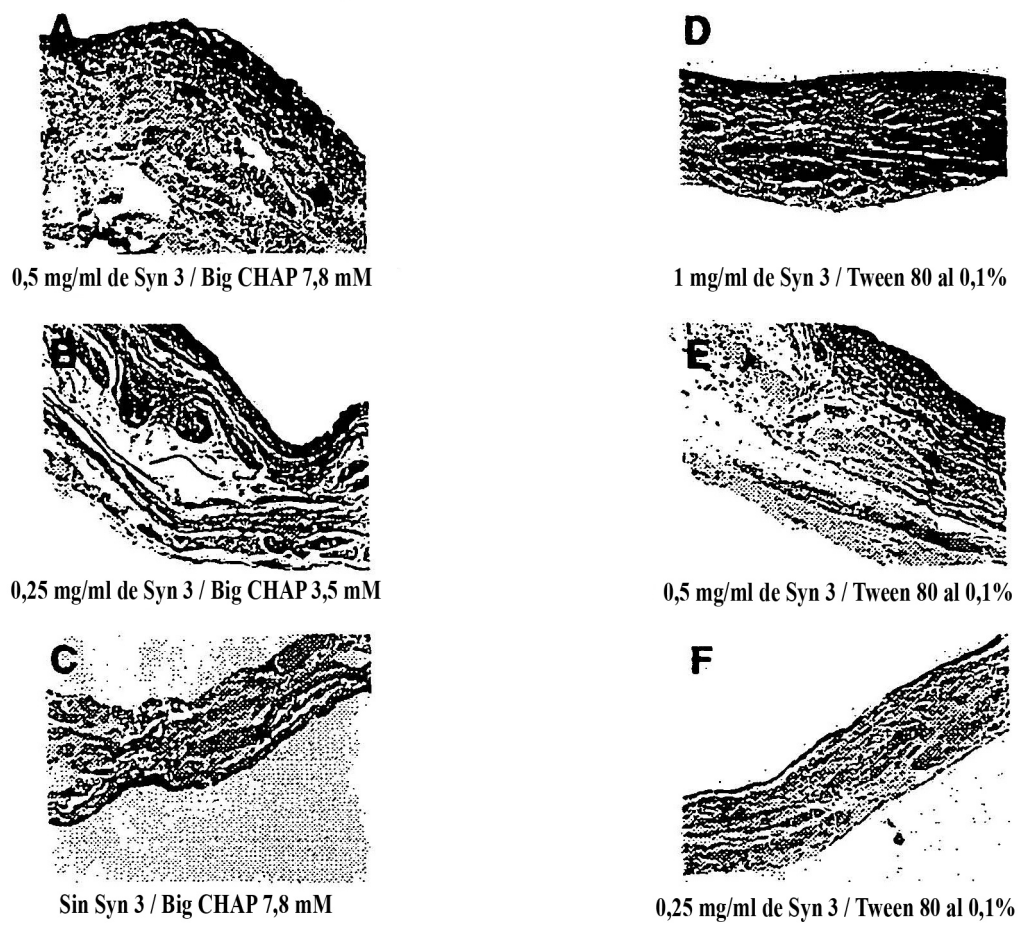 A
0,5 mg/ml de Syn 3 / Big CHAP 7,8 mM
B
0,25 mg/ml de Syn 3 / Big CHAP 3,5 mM
C
Sin Syn 3 / Big CHAP 7,8 mM
D
1 mg/ml de Syn 3 / Tween 80 al 0,1%
E
0,5 mg/ml de Syn 3 / Tween 80 al 0,1%
F
0,25 mg/ml de Syn 3 / Tween 80 al 0,1%